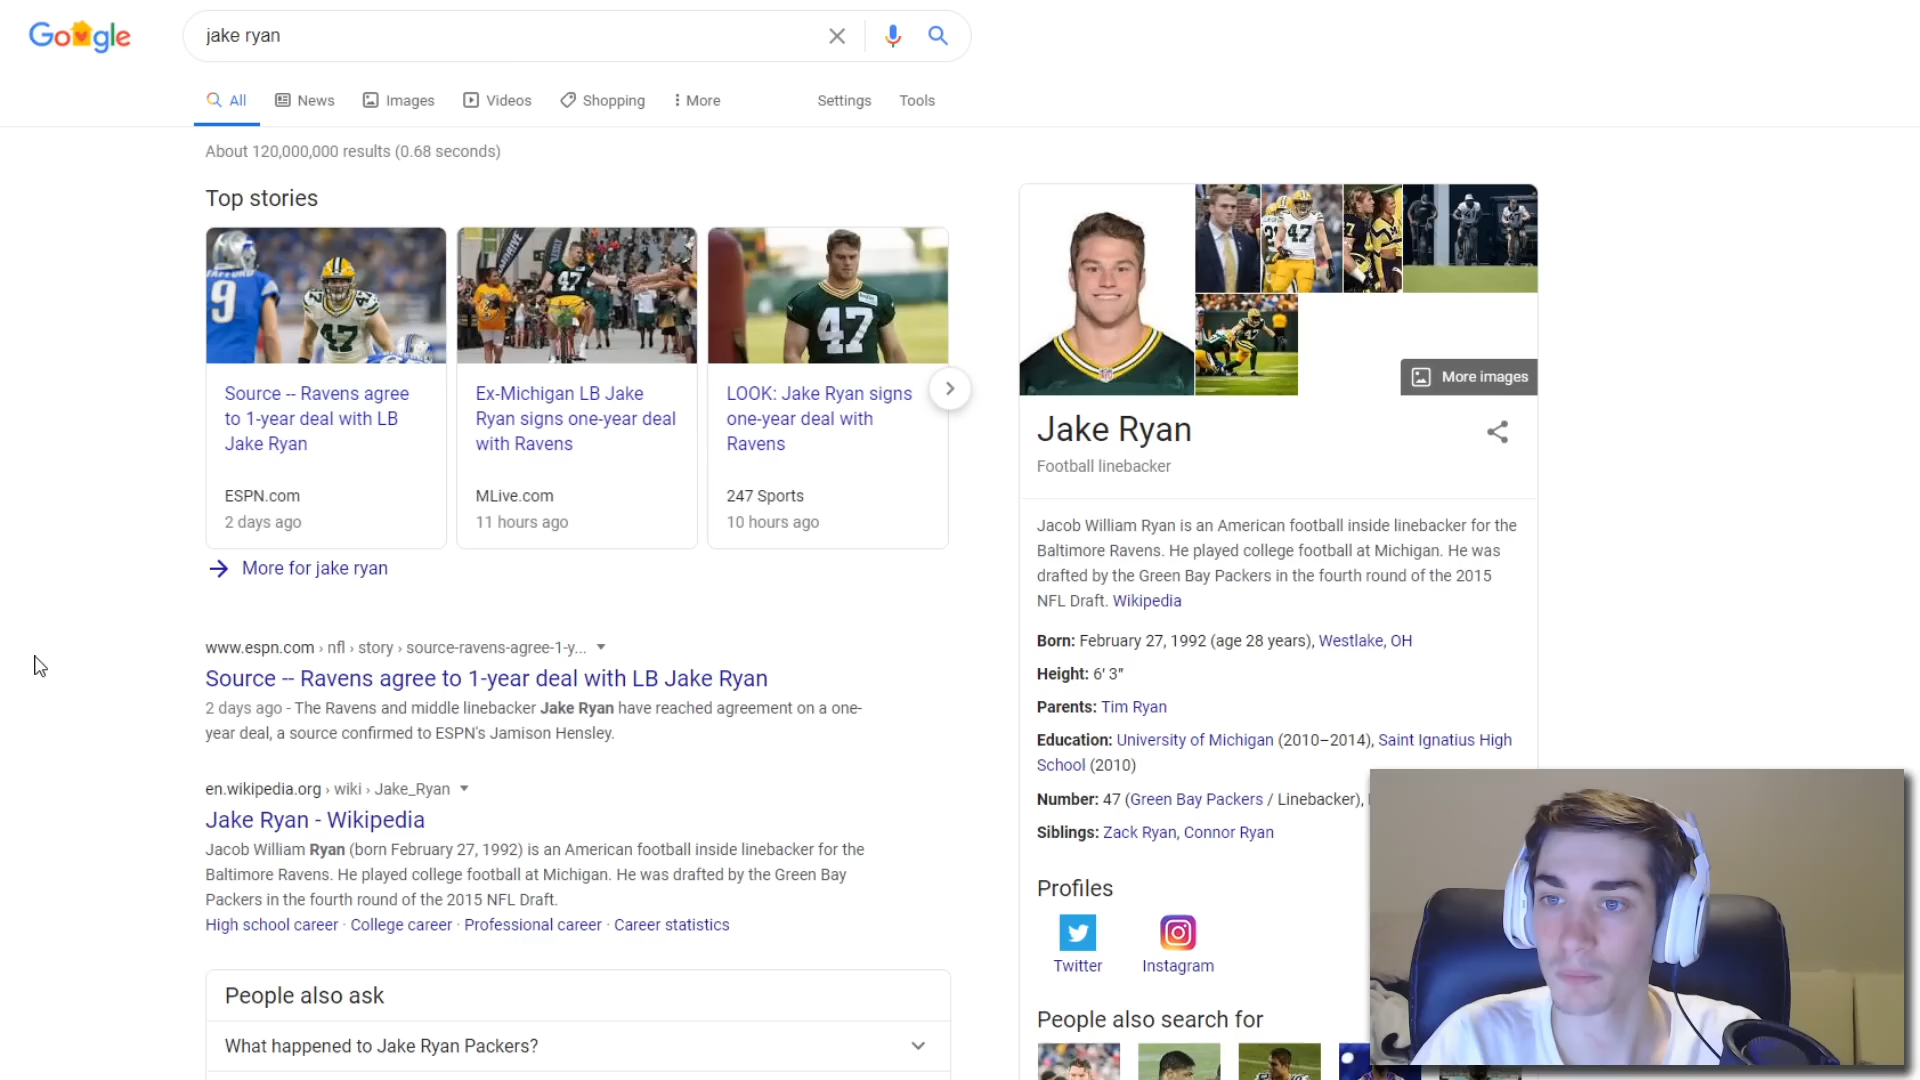 Google
jake ryan
All
News
Images
Videos
Shopping
More
Settings
Tools
About 120,000,000 results (0.68 seconds)
Top stories
9
47
47
47
Source -- Ravens agree
to 1-year deal with LB
Jake Ryan
ESPN.com
2 days ago
Ex-Michigan LB Jake
Ryan signs one-year deal
with Ravens
MLive.com
11 hours ago
LOOK: Jake Ryan signs
one-year deal with
Ravens
247 Sports
10 hours ago
More for jake ryan
www.espn.com › nfl › story › source-ravens-agree-1-y...
Source -- Ravens agree to 1-year deal with LB Jake Ryan
2 days ago - The Ravens and middle linebacker Jake Ryan have reached agreement on a one-
year deal, a source confirmed to ESPN's Jamison Hensley.
en.wikipedia.org › wiki › Jake_Ryan
Jake Ryan - Wikipedia
Jacob William Ryan (born February 27, 1992) is an American football inside linebacker for the
Baltimore Ravens. He played college football at Michigan. He was drafted by the Green Bay
Packers in the fourth round of the 2015 NFL Draft.
High school career · College career · Professional career · Career statistics
People also ask
What happened to Jake Ryan Packers?
47
More images
Jake Ryan
Football linebacker
Jacob William Ryan is an American football inside linebacker for the
Baltimore Ravens. He played college football at Michigan. He was
drafted by the Green Bay Packers in the fourth round of the 2015
NFL Draft. Wikipedia
Born: February 27, 1992 (age 28 years), Westlake, OH
Height: 6′ 3″
Parents: Tim Ryan
Education: University of Michigan (2010–2014), Saint Ignatius High
School (2010)
Number: 47 (Green Bay Packers / Linebacker),
Siblings: Zack Ryan, Connor Ryan
Profiles
Twitter
Instagram
People also search for